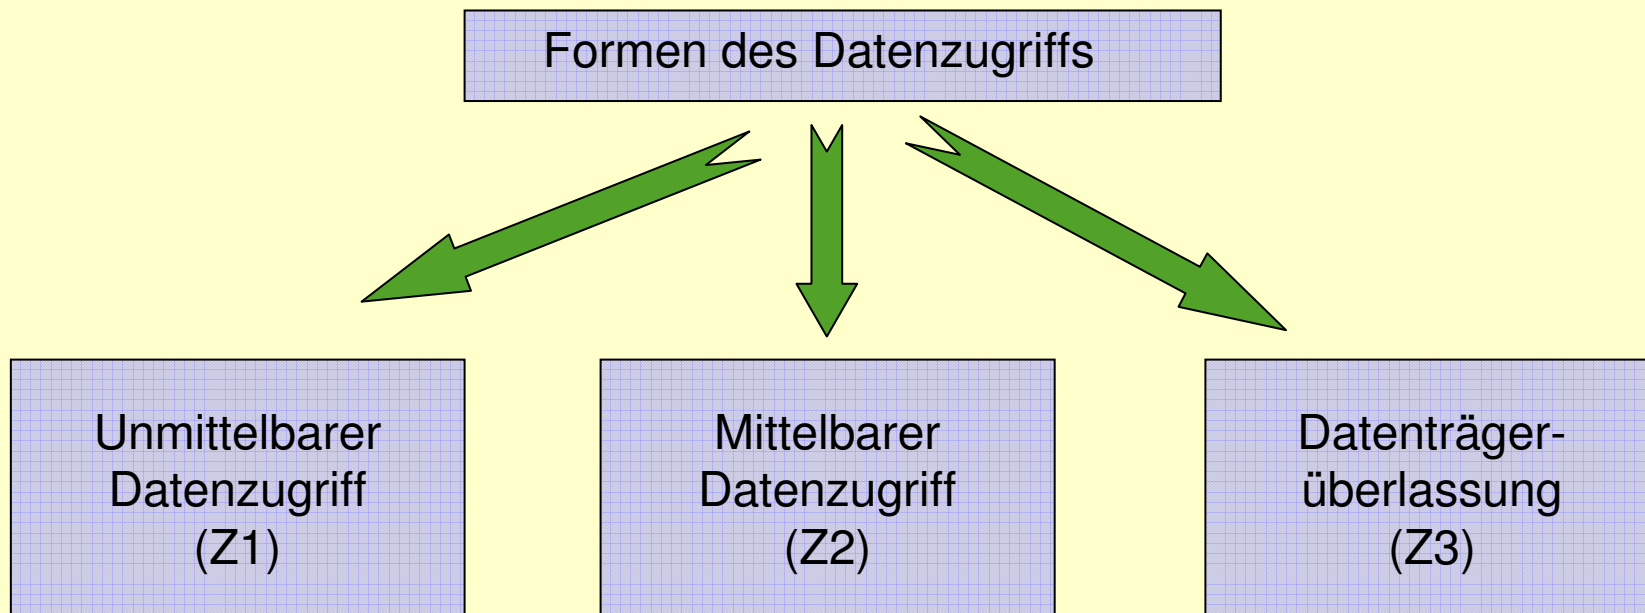 Formen des Datenzugriffs
Unmittelbarer
Datenzugriff
(Z1)
Mittelbarer
Datenzugriff
(Z2)
Datenträger-
überlassung
(Z3)